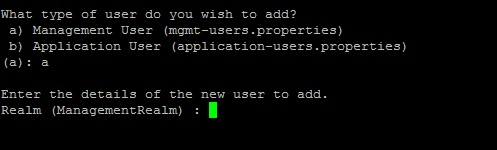 What type of user do you wish to add?
a) Management User (mgmt-users.properties)
b) Application User (application-users.properties)
(a): a
Enter the details of the new user to add.
Realm (ManagementRealm) :